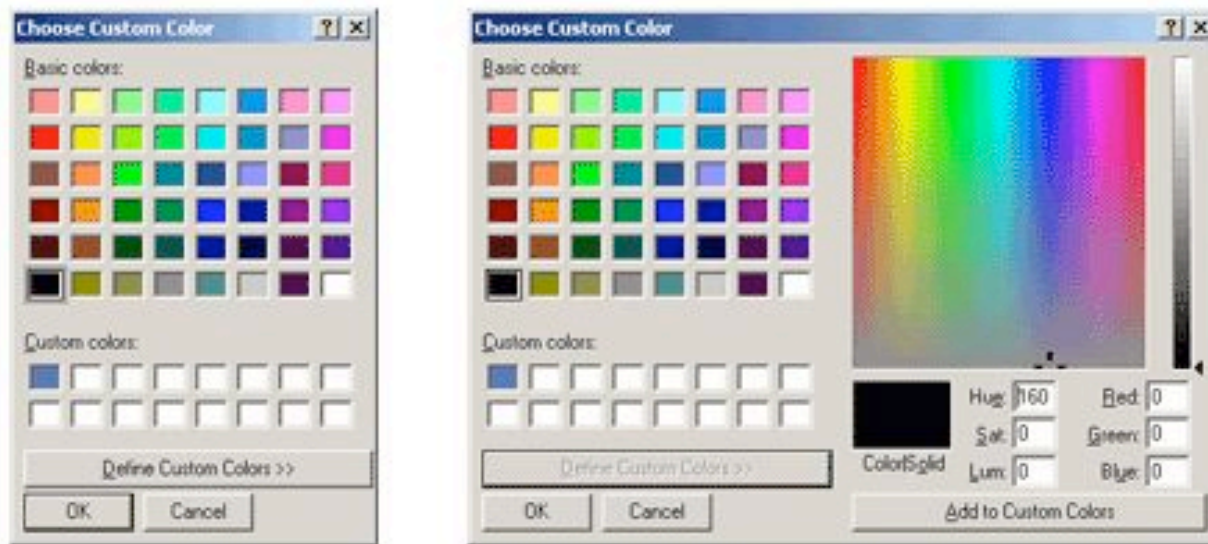 Choose Custom Color
Basic colors:
Custom colors:
Define Custom Colors >>
OK
Cancel
Choose Custom Color
Basic colors:
Custom colors:
Define Custom Colors >>
OK
Cancel
Color|Solid
Hue: 160
Sat: 0
Lum: 0
Red: 0
Green: 0
Blue: 0
Add to Custom Colors